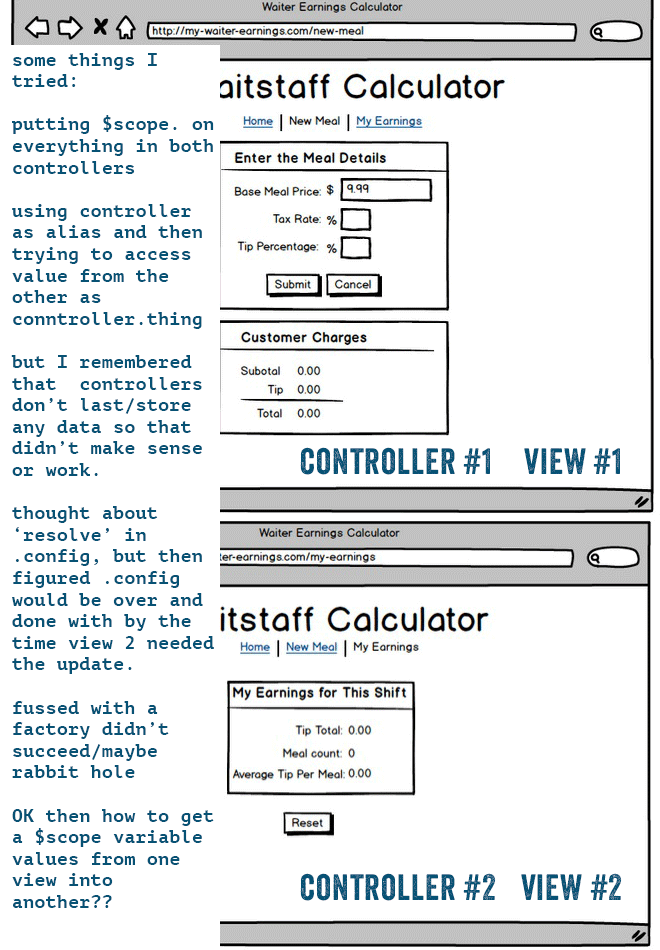 Waiter Earnings Calculator
http://my-waiter-earnings.com/new-meal
some things I
tried:
putting $scope. on
everything in both
controllers
using controller
as alias and then
trying to access
value from the
other as
conntroller.thing
but I remembered
that controllers
don't last/store
any data so that
didn't make sense
or work.
thought about
'resolve' in
.config, but then
figured .config
would be over and
done with by the
time view 2 needed
the update.
fussed with a
factory didn't
succeed/maybe
rabbit hole
OK then how to get
a $scope variable
values from one
view into
another??
aitstaff Calculator
Home | New Meal | My Earnings
Enter the Meal Details
Base Meal Price: $ 9.99
Tax Rate: %
Tip Percentage: %
Submit Cancel
Customer Charges
Subotal 0.00
Tip 0.00
Total 0.00
CONTROLLER #1 VIEW #1
Waiter Earnings Calculator
ter-earnings.com/my-earnings
itstaff Calculator
Home | New Meal | My Earnings
My Earnings for This Shift
Tip Total: 0.00
Meal count: 0
Average Tip Per Meal: 0.00
Reset
CONTROLLER #2 VIEW #2